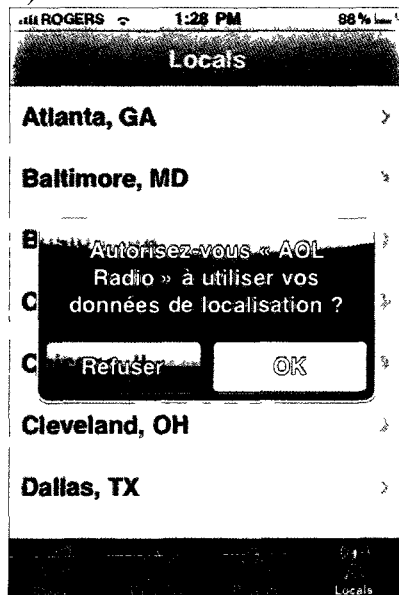 ROGERS 1:28 PM 88%
Locals
Atlanta, GA
Baltimore, MD
B
Autorisez-vous « AOL
Radio » à utiliser vos
C
données de localisation ?
C
Refuser OK
Cleveland, OH
Dallas, TX
Locals